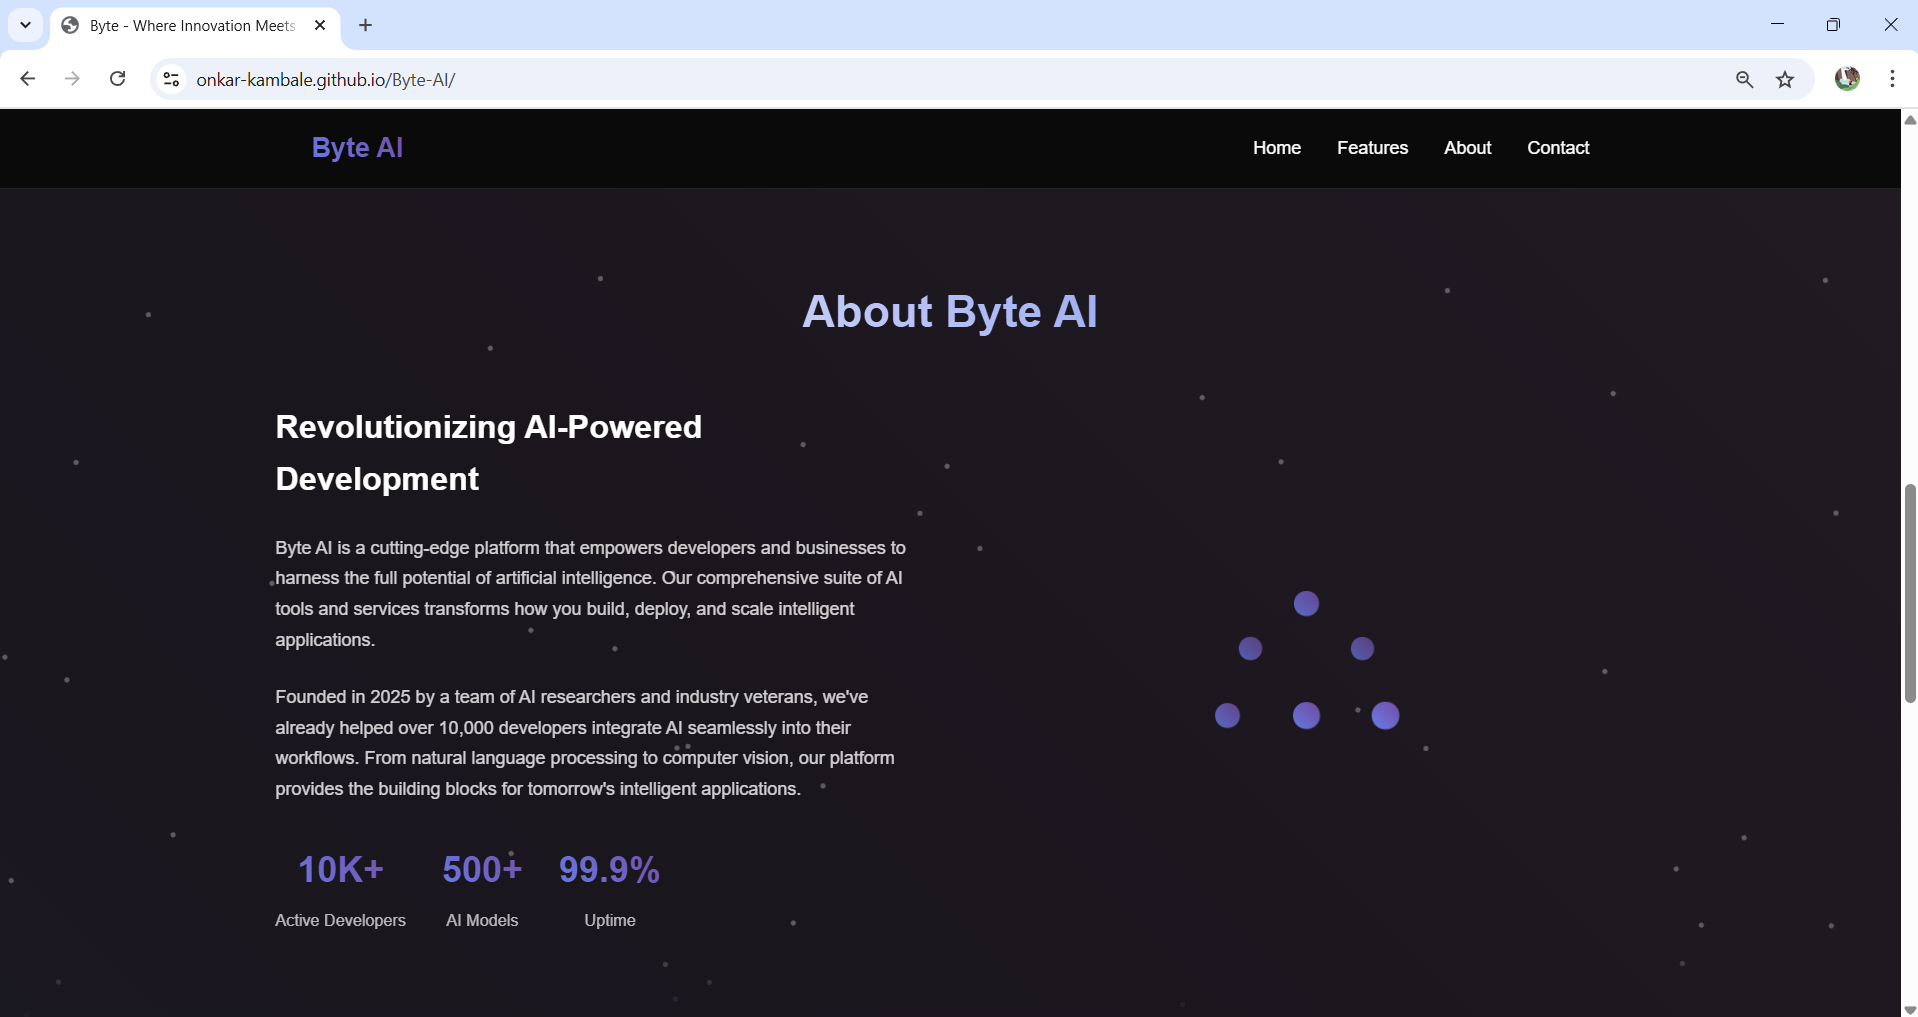 Byte - Where Innovation Meets
onkar-kambale.github.io/Byte-AI/
Byte AI
Home Features About Contact
About Byte AI
Revolutionizing AI-Powered
Development
Byte AI is a cutting-edge platform that empowers developers and businesses to
harness the full potential of artificial intelligence. Our comprehensive suite of AI
tools and services transforms how you build, deploy, and scale intelligent
applications.
Founded in 2025 by a team of AI researchers and industry veterans, we've
already helped over 10,000 developers integrate AI seamlessly into their
workflows. From natural language processing to computer vision, our platform
provides the building blocks for tomorrow's intelligent applications.
10K+ 500+ 99.9%
Active Developers AI Models Uptime